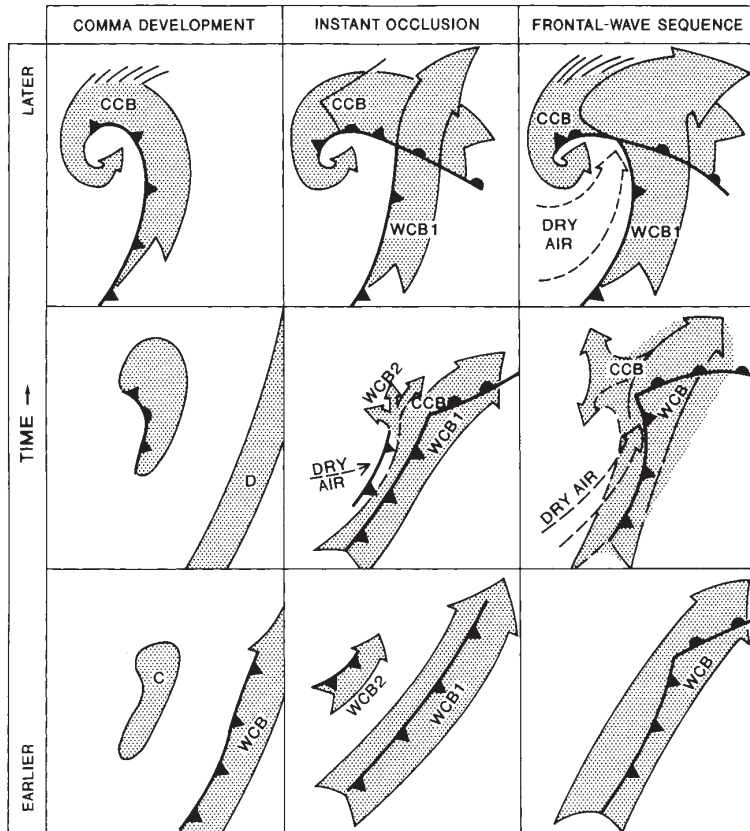 COMMA DEVELOPMENT
INSTANT OCCLUSION
FRONTAL-WAVE SEQUENCE
LATER
CCB
CCB
WCB1
CCB
DRY
AIR
WCB1
TIME →
D
WCB2
CCB
WCB1
DRY
AIR
CCB
WCB
DRY AIR
EARLIER
C
WCB
WCB2
WCB1
WCB